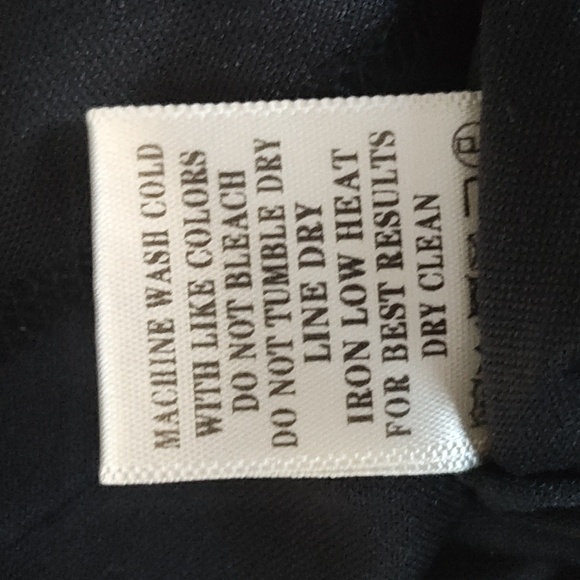 MACHINE WASH COLD
WITH LIKE COLORS
DO NOT BLEACH
DO NOT TUMBLE DRY
LINE DRY
IRON LOW HEAT
FOR BEST RESULTS
DRY CLEAN
P